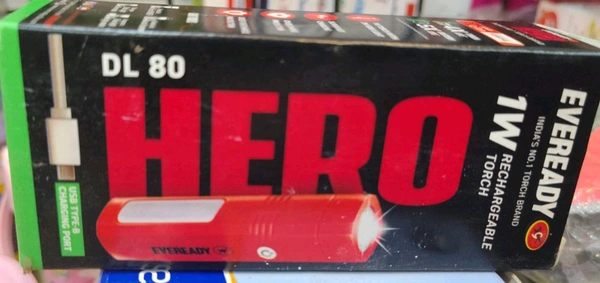 DL 80
HERO
EVEREADY
INDIA'S NO.1 TORCH BRAND
1W RECHARGEABLE
TORCH
USB TYPE-B
CHARGING PORT
EVEREADY